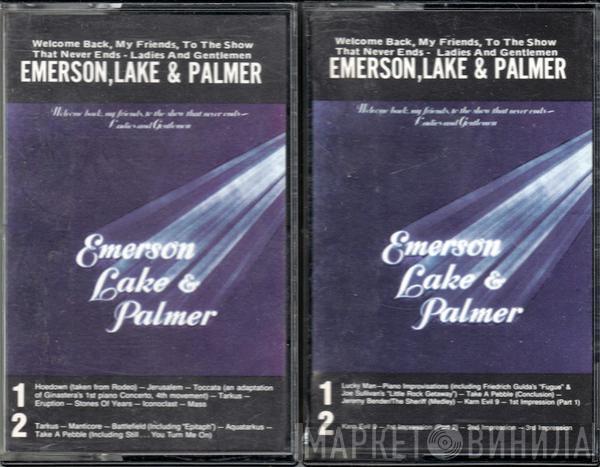 Welcome Back, My Friends, To The Show
That Never Ends - Ladies And Gentlemen
EMERSON, LAKE & PALMER
Welcome back, my friends, to the show that never ends—
Ladies and Gentlemen
Emerson
Lake &
Palmer
1
Hoedown (taken from Rodeo) — Jerusalem — Toccata (an adaptation
of Ginastera's 1st piano Concerto, 4th movement) — Tarkus —
Eruption — Stones Of Years — Iconoclast — Mass
2
Tarkus — Manticore — Battlefield (Including "Epitaph") — Aquatarkus —
Take A Pebble (Including Still . . . You Turn Me On)
Welcome Back, My Friends, To The Show
That Never Ends - Ladies And Gentlemen
EMERSON, LAKE & PALMER
Welcome back, my friends, to the show that never ends—
Ladies and Gentlemen
Emerson
Lake &
Palmer
1
Lucky Man—Piano Improvisations (including Friedrich Gulda's "Fugue" &
Joe Sullivan's "Little Rock Getaway") — Take A Pebble (Conclusion) —
Jeremy Bender/The Sheriff (Medley) — Karn Evil 9 — 1st Impression (Part 1)
2
Karn Evil 9 — 1st Impression (Part 2) — 2nd Impression — 3rd Impression
МАРКЕТ ВИНИЛА